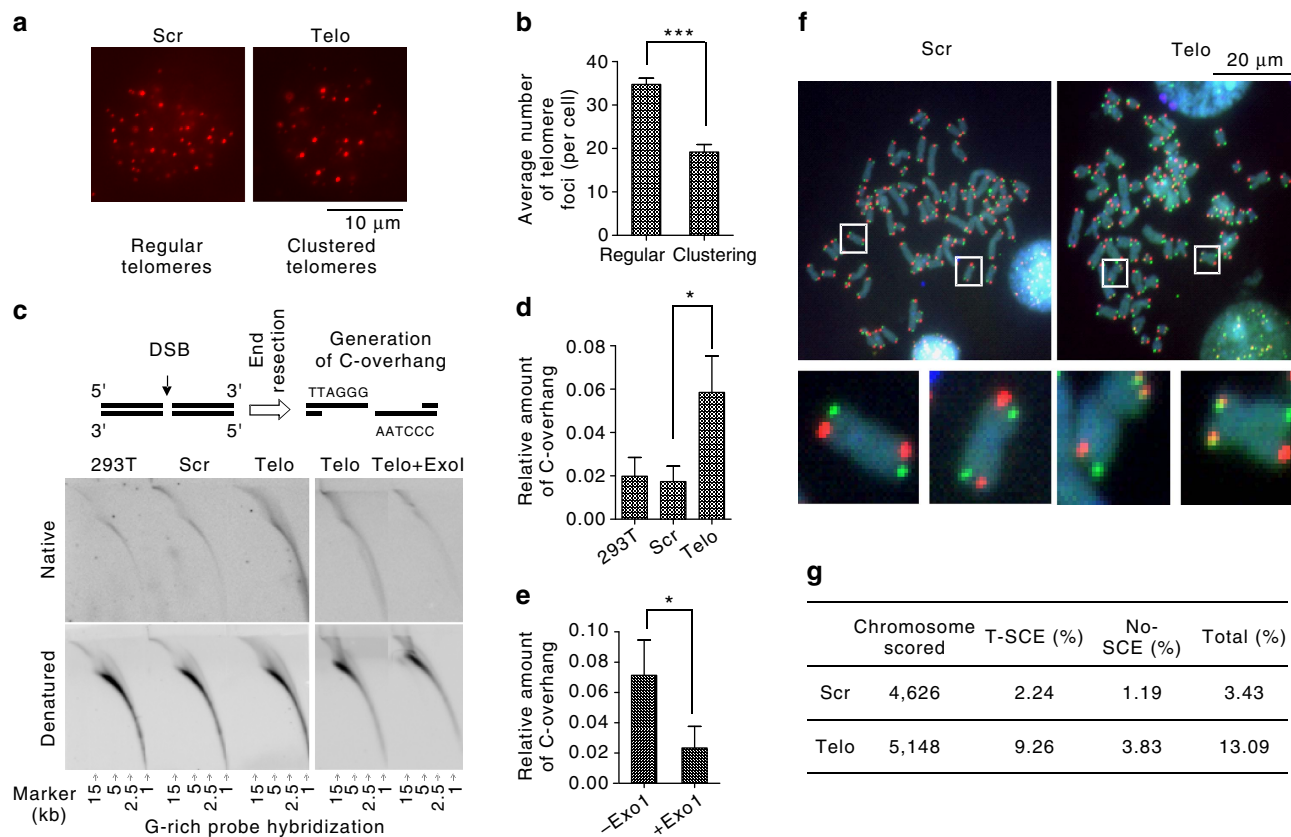 a
Scr
Telo
10 μm
Regular
telomeres
Clustered
telomeres
b
***
Average number
of telomere
foci (per cell)
40
30
20
10
0
Regular
Clustering
c
DSB
End
resection
Generation
of C-overhang
5'
3'
TTAGGG
3'
5'
AATCCC
293T
Scr
Telo
Telo
Telo+ExoI
Native
Denatured
Marker
(kb)
15
5
2.5
1
15
5
2.5
1
15
5
2.5
1
15
5
2.5
1
15
5
2.5
1
G-rich probe hybridization
d
*
Relative amount
of C-overhang
0.08
0.06
0.04
0.02
0.00
293T
Scr
Telo
e
*
Relative amount
of C-overhang
0.10
0.08
0.06
0.04
0.02
0.00
–Exo1
+Exo1
f
Scr
Telo
20 μm
g
Chromosome scored T-SCE (%) No-SCE (%) Total (%)
Scr 4,626 2.24 1.19 3.43
Telo 5,148 9.26 3.83 13.09